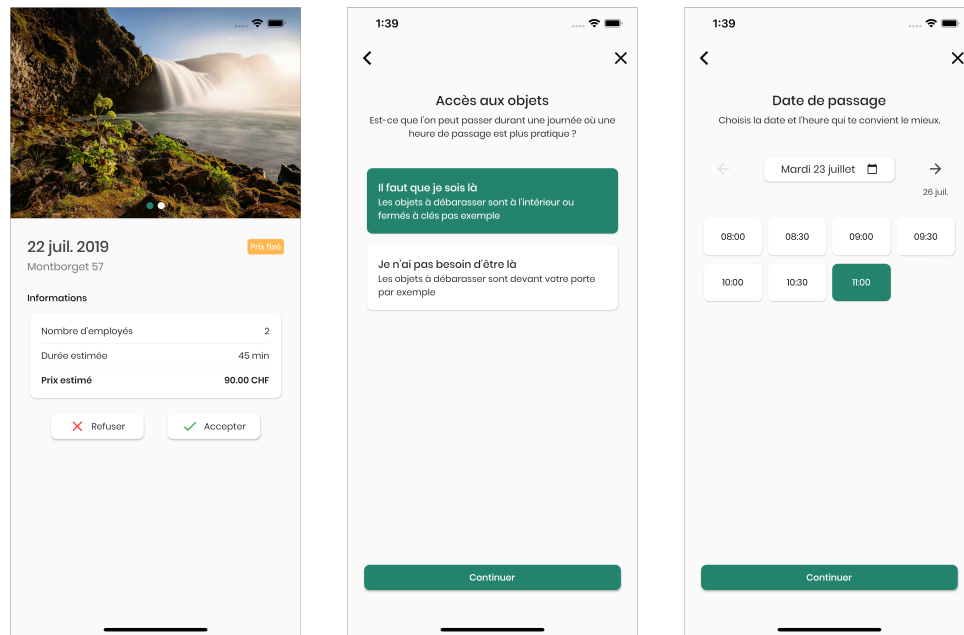 22 juil. 2019
Prix fixé
Montborget 57
Informations
Nombre d'employés 2
Durée estimée 45 min
Prix estimé 90.00 CHF
Refuser
Accepter
1:39
Accès aux objets
Est-ce que l'on peut passer durant une journée où une
heure de passage est plus pratique ?
Il faut que je sois là
Les objets à débarasser sont à l'intérieur ou
fermés à clés pas exemple
Je n'ai pas besoin d'être là
Les objets à débarasser sont devant votre porte
par exemple
Continuer
1:39
Date de passage
Choisis la date et l'heure qui te convient le mieux.
Mardi 23 juillet
26 juil.
08:00 08:30 09:00 09:30
10:00 10:30 11:00
Continuer